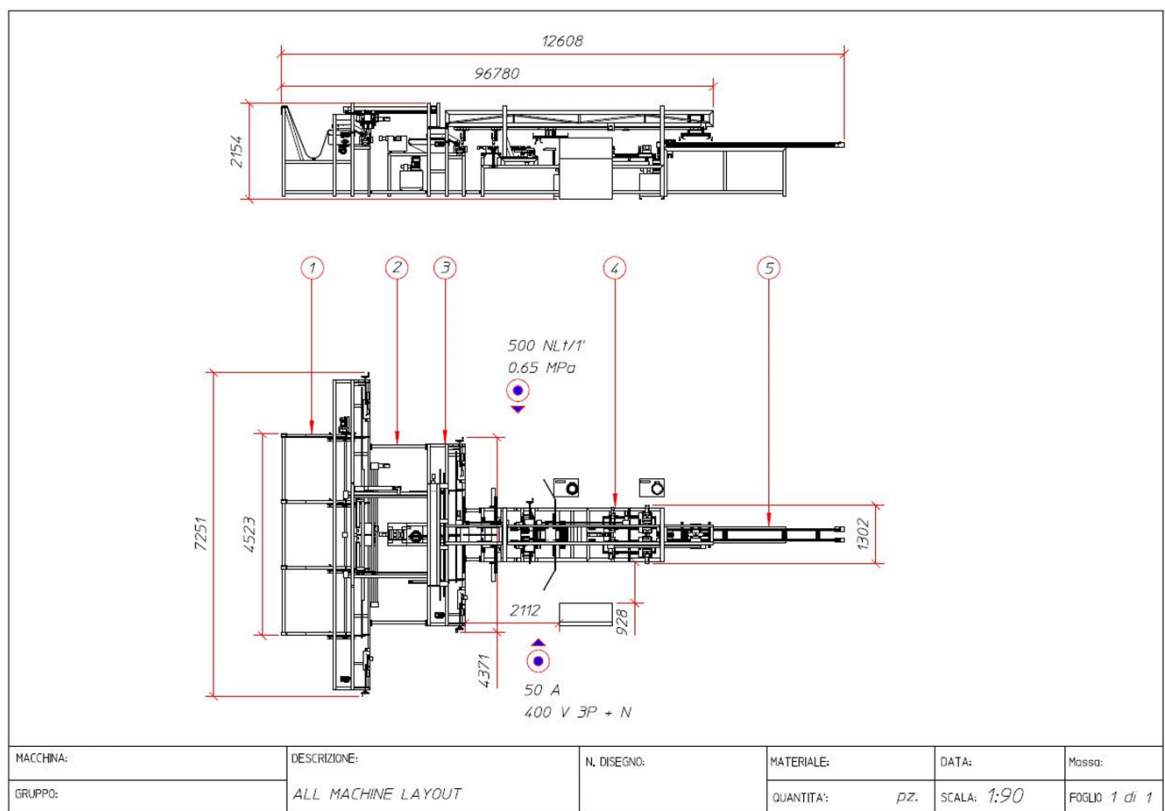 12608
96780
2154
1
2
3
4
5
500 NLt/1'
0.65 MPa
7251
4523
1302
2112
928
4371
50 A
400 V 3P + N
MACCHINA:
DESCRIZIONE:
N. DISEGNO:
MATERIALE:
DATA:
Massa:
GRUPPO:
ALL MACHINE LAYOUT
QUANTITA': pz.
SCALA: 1:90
FOGLIO 1 di 1